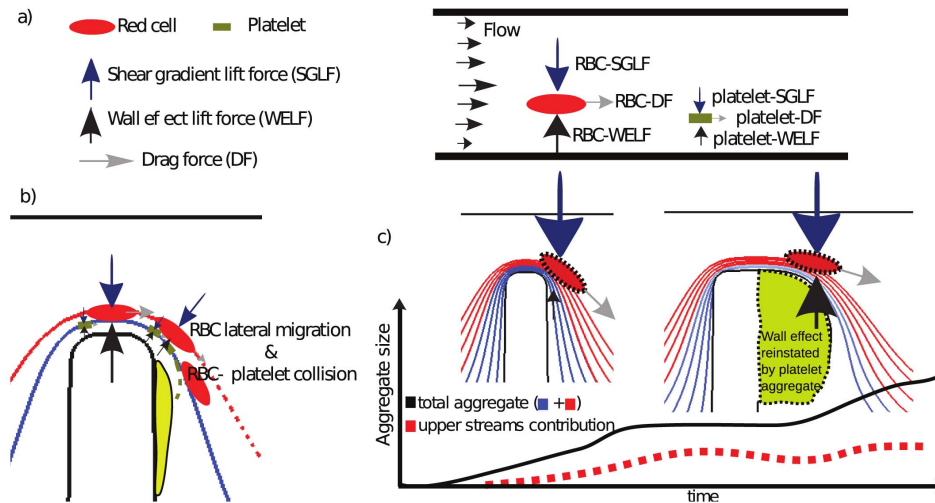 a)
Red cell
Platelet
Shear gradient lift force (SGLF)
Wall ef ect lift force (WELF)
Drag force (DF)
Flow
RBC-SGLF
RBC-DF
RBC-WELF
platelet-SGLF
platelet-DF
platelet-WELF
b)
RBC lateral migration
&
RBC- platelet collision
c)
Wall effect
reinstated
by platelet
aggregate
Aggregate size
total aggregate ( + )
upper streams contribution
time